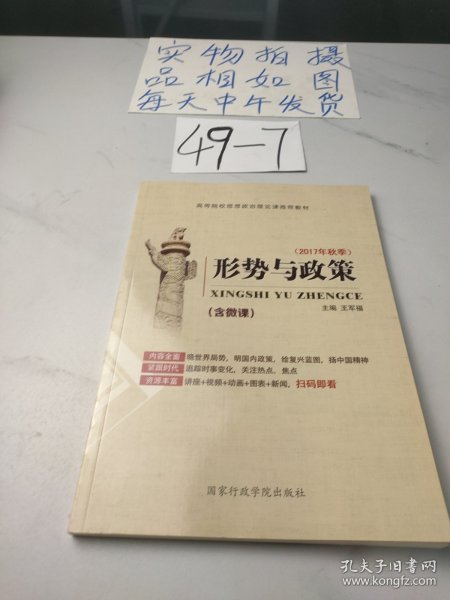 实物拍摄
品相如图
每天中午发货
49-7
高等院校思想政治理论课推荐教材
(2017年秋季)
形势与政策
XINGSHI YU ZHENGCE
(含微课)
主编 王军福
内容全面 晓世界局势，明国内政策，绘复兴蓝图，扬中国精神
紧跟时代 追踪时事变化，关注热点、焦点
资源丰富 讲座+视频+动画+图表+新闻，扫码即看
国家行政学院出版社
孔夫子旧书网
www.kongfz.com